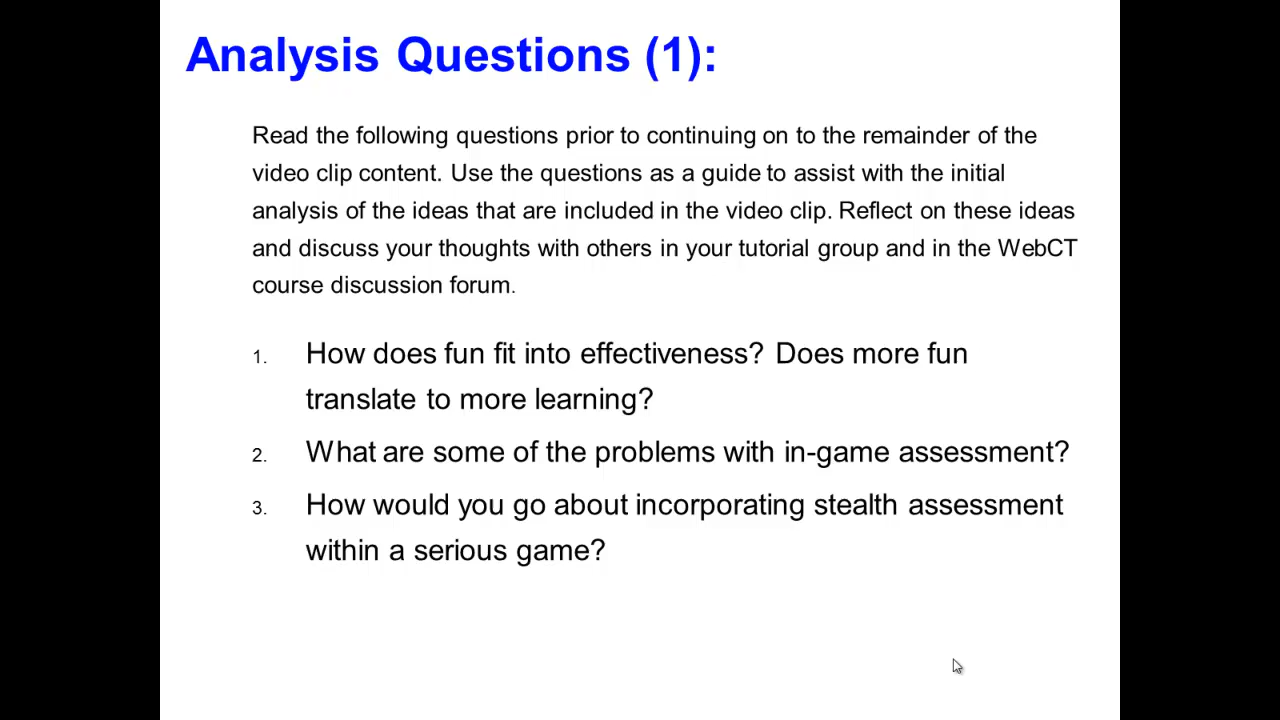 Analysis Questions (1):
Read the following questions prior to continuing on to the remainder of the
video clip content. Use the questions as a guide to assist with the initial
analysis of the ideas that are included in the video clip. Reflect on these ideas
and discuss your thoughts with others in your tutorial group and in the WebCT
course discussion forum.
1. How does fun fit into effectiveness? Does more fun
translate to more learning?
2. What are some of the problems with in-game assessment?
3. How would you go about incorporating stealth assessment
within a serious game?